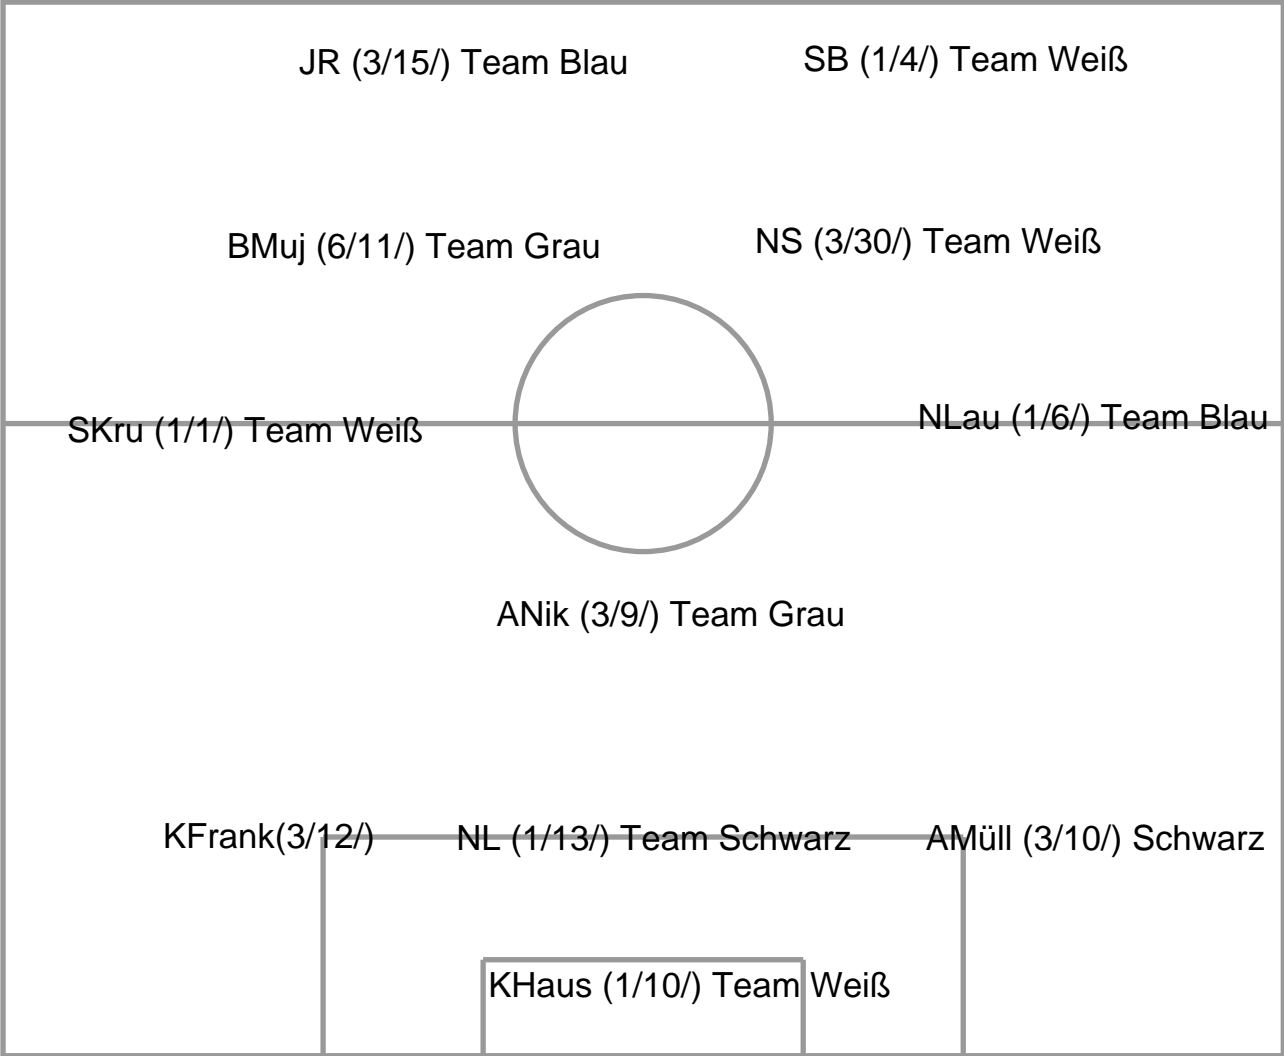 JR (3/15/) Team Blau
SB (1/4/) Team Weiß
BMuj (6/11/) Team Grau
NS (3/30/) Team Weiß
SKru (1/1/) Team Weiß
NLau (1/6/) Team Blau
ANik (3/9/) Team Grau
KFrank(3/12/)
NL (1/13/) Team Schwarz
AMüll (3/10/) Schwarz
KHaus (1/10/) Team Weiß